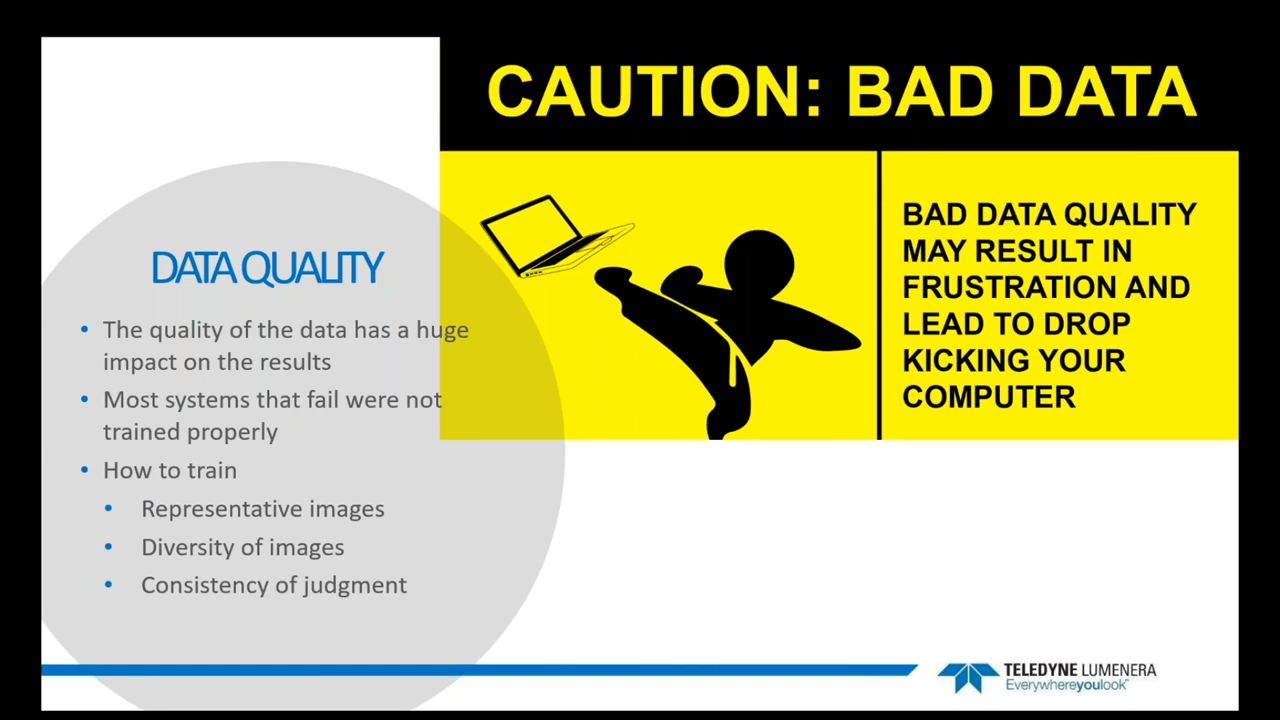 CAUTION: BAD DATA
BAD DATA QUALITY
MAY RESULT IN
FRUSTRATION AND
LEAD TO DROP
KICKING YOUR
COMPUTER
DATA QUALITY
• The quality of the data has a huge
impact on the results
• Most systems that fail were not
trained properly
• How to train
• Representative images
• Diversity of images
• Consistency of judgment
TELEDYNE LUMENERA
Everywhereyoulook™